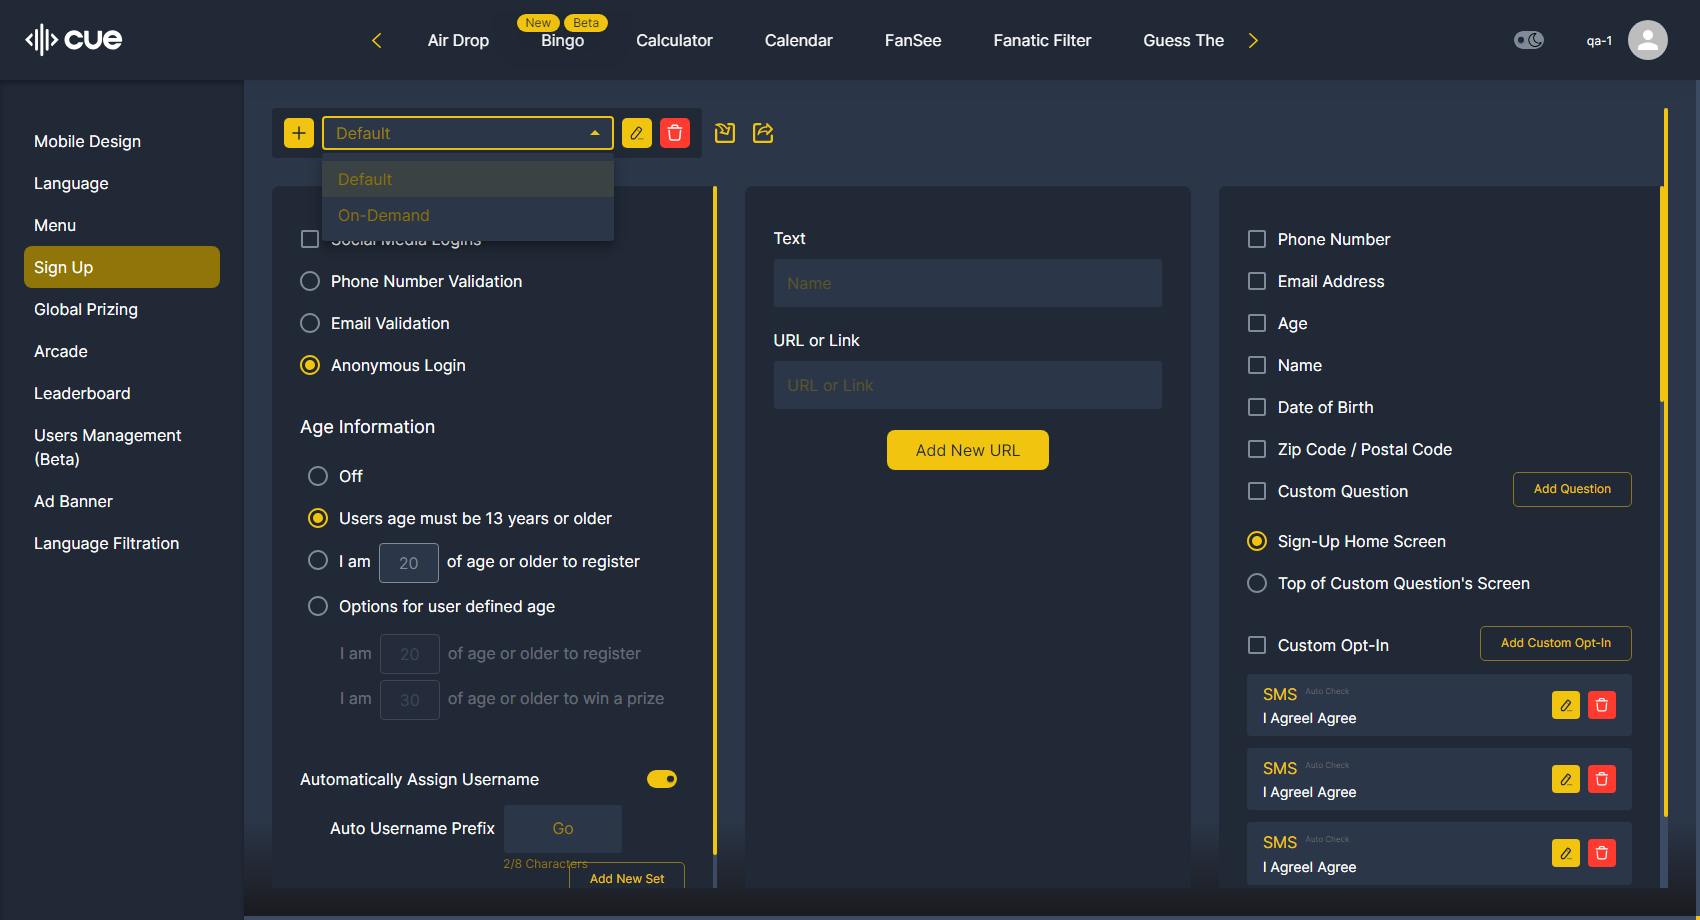 cue
New
Beta
Air Drop
Bingo
Calculator
Calendar
FanSee
Fanatic Filter
Guess The
qa-1
Mobile Design
Language
Menu
Sign Up
Global Prizing
Arcade
Leaderboard
Users Management
(Beta)
Ad Banner
Language Filtration
Default
Default
On-Demand
Social Media Logins
Phone Number Validation
Email Validation
Anonymous Login
Age Information
Off
Users age must be 13 years or older
I am 20 of age or older to register
Options for user defined age
I am 20 of age or older to register
I am 30 of age or older to win a prize
Automatically Assign Username
Auto Username Prefix Go
2/8 Characters
Add New Set
Text
Name
URL or Link
URL or Link
Add New URL
Phone Number
Email Address
Age
Name
Date of Birth
Zip Code / Postal Code
Custom Question
Add Question
Sign-Up Home Screen
Top of Custom Question's Screen
Custom Opt-In
Add Custom Opt-In
SMS Auto Check
I AgreeI Agree
SMS Auto Check
I AgreeI Agree
SMS Auto Check
I AgreeI Agree